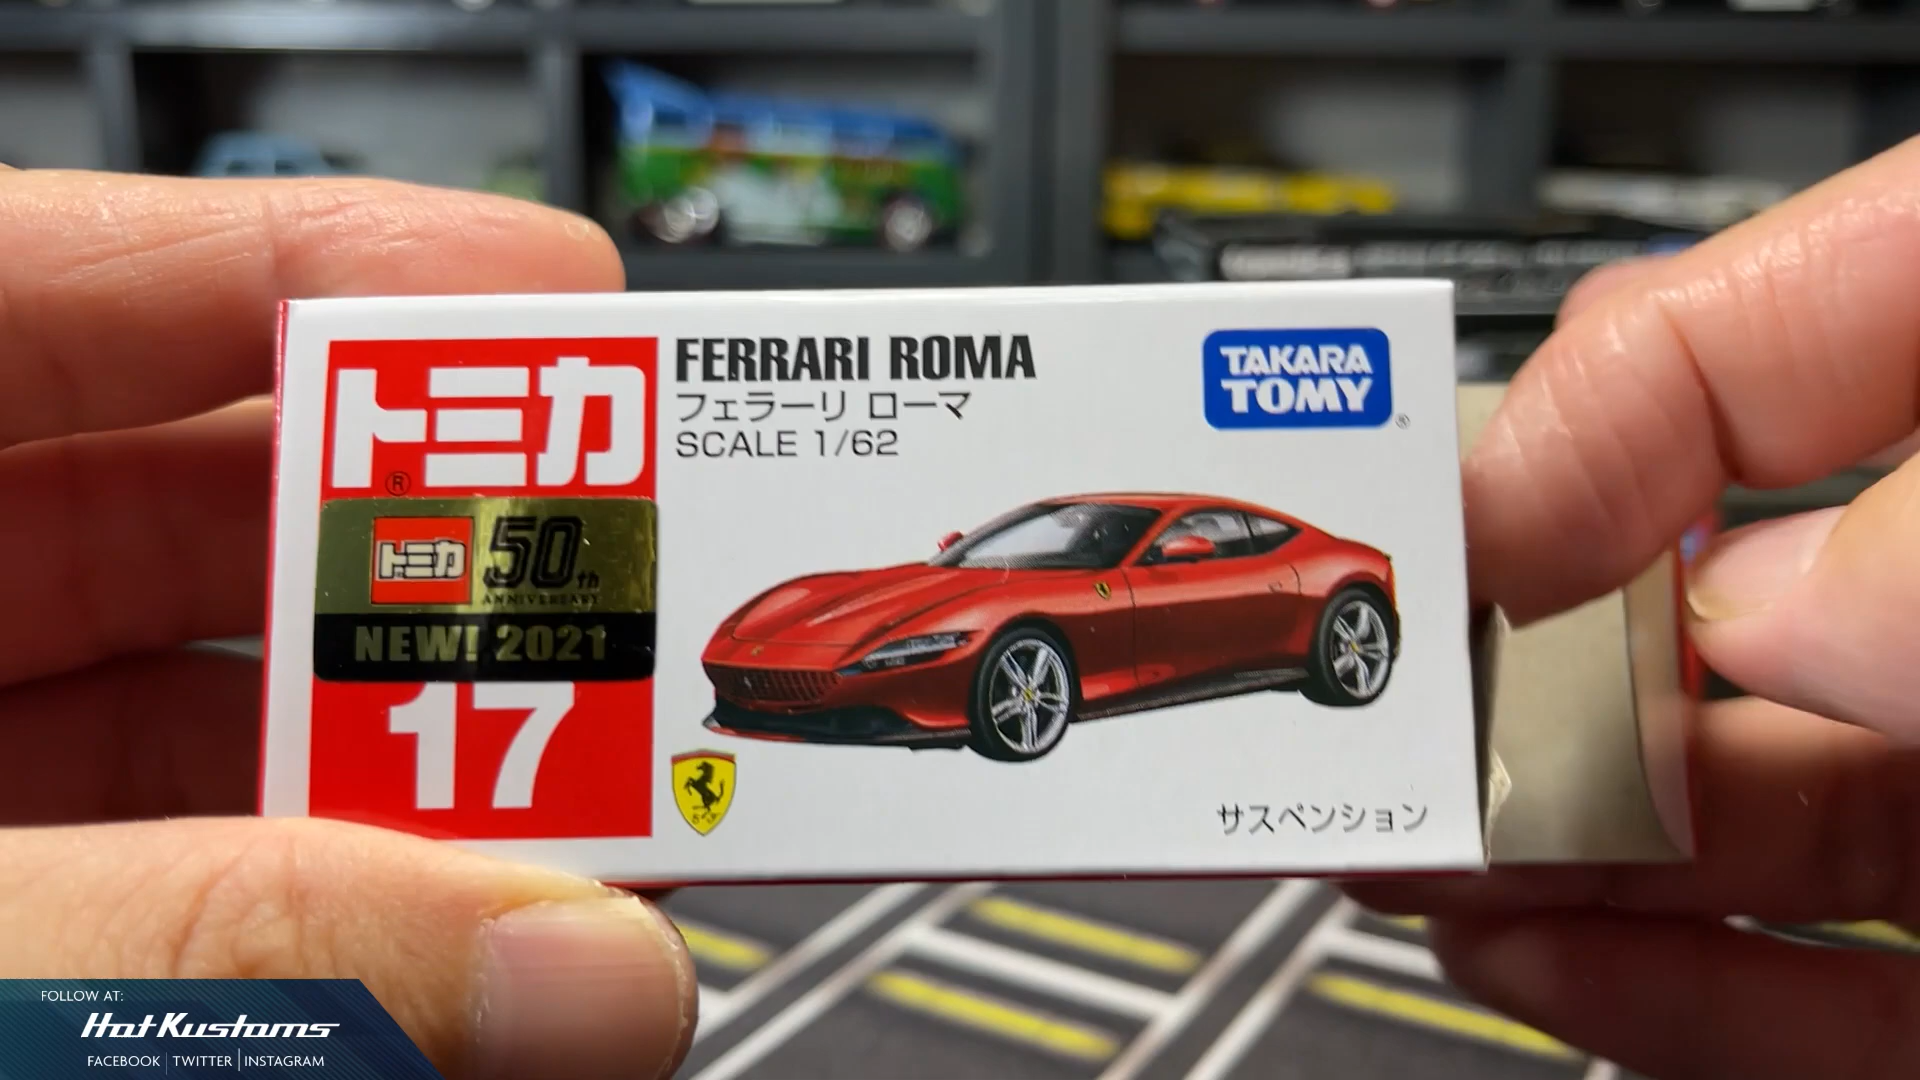 トミカ
®
トミカ 50th
ANNIVERSARY
NEW! 2021
17
FERRARI ROMA
フェラーリ ローマ
SCALE 1/62
TAKARA
TOMY
®
サスペンション
FOLLOW AT:
HotKustoms
FACEBOOK | TWITTER | INSTAGRAM